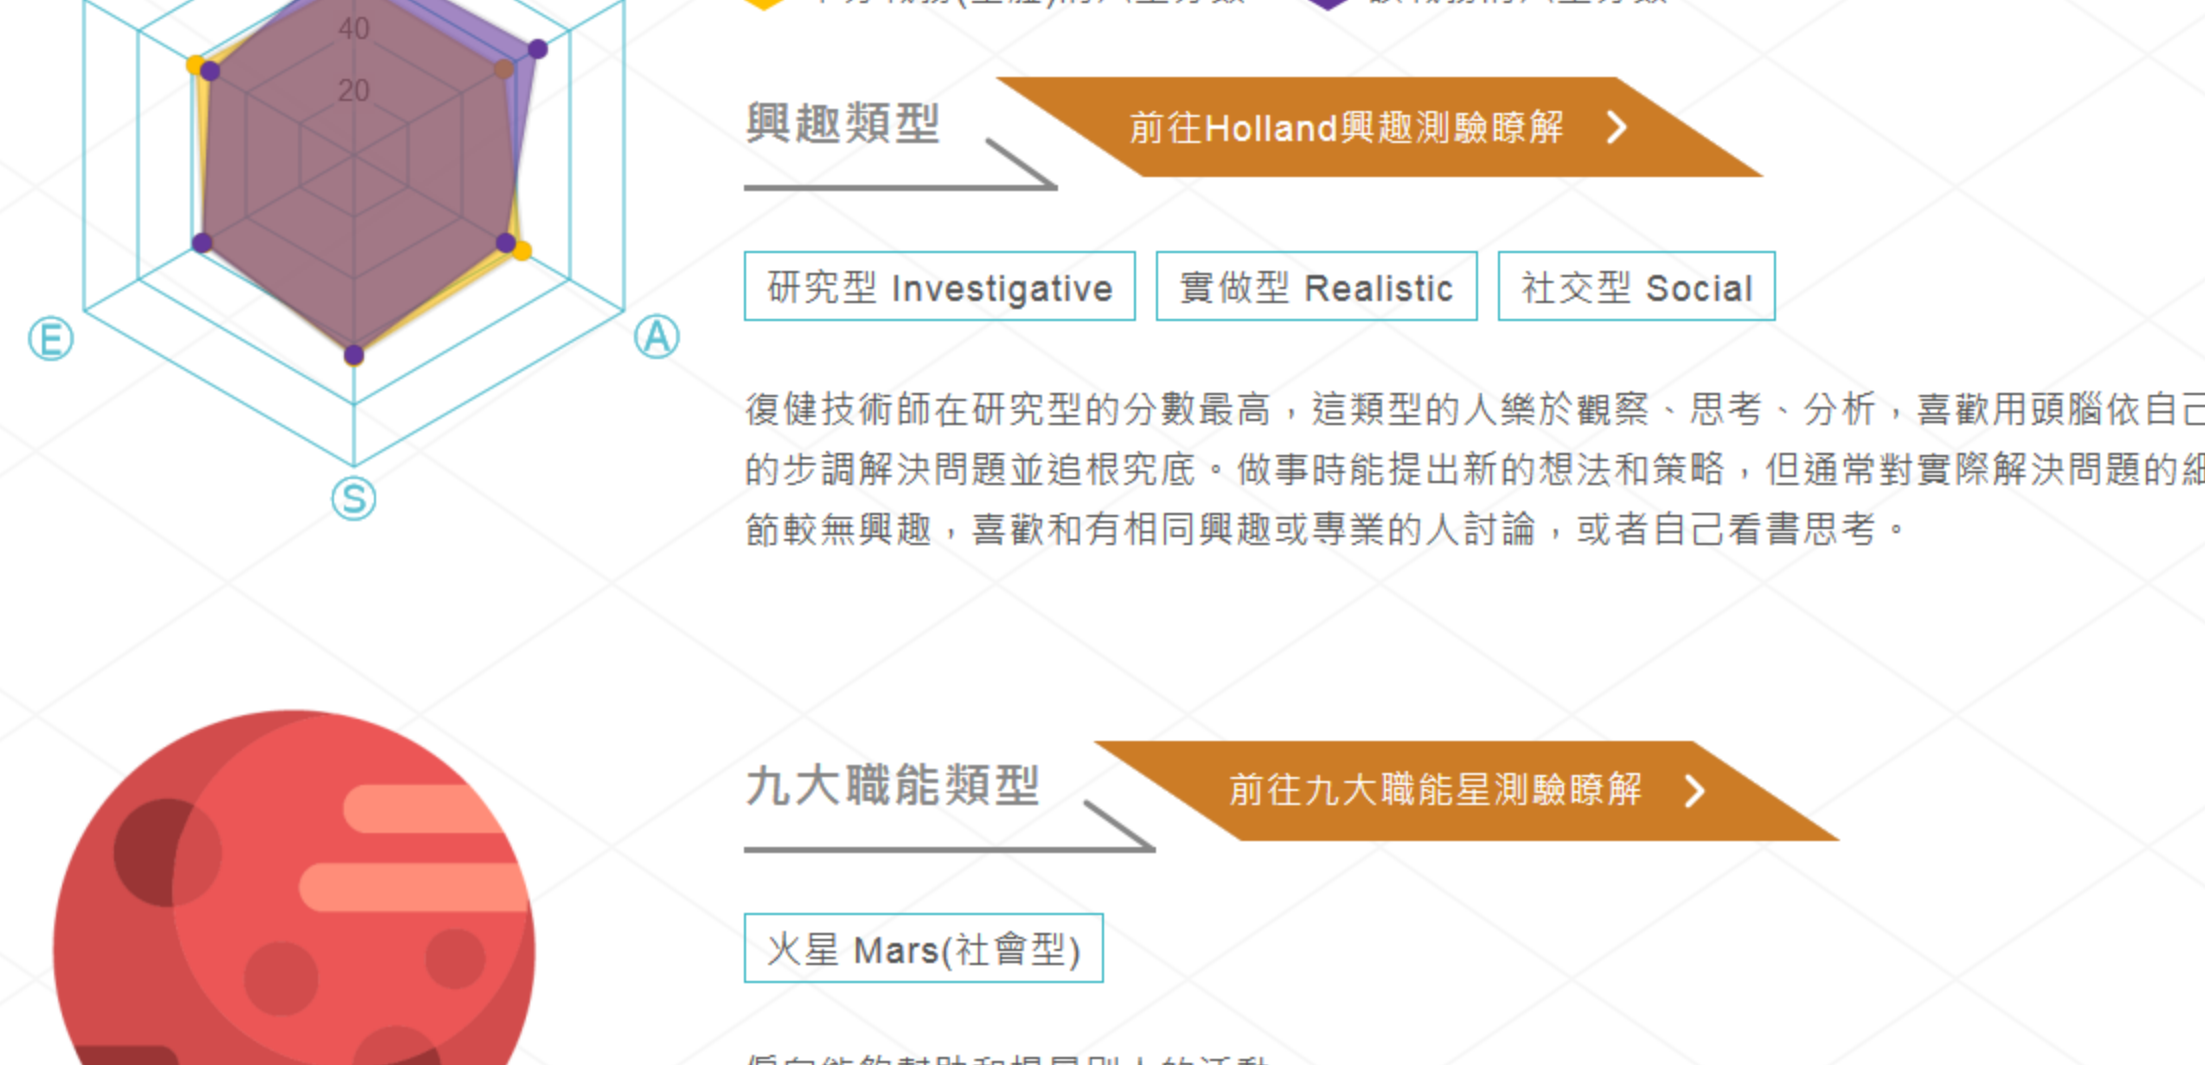 40
20
興趣類型
前往Holland興趣測驗瞭解
研究型 Investigative
實做型 Realistic
社交型 Social
E
A
S
復健技術師在研究型的分數最高，這類型的人樂於觀察、思考、分析，喜歡用頭腦依自己
的步調解決問題並追根究底。做事時能提出新的想法和策略，但通常對實際解決問題的細
節較無興趣，喜歡和有相同興趣或專業的人討論，或者自己看書思考。
九大職能類型
前往九大職能星測驗瞭解
火星 Mars(社會型)